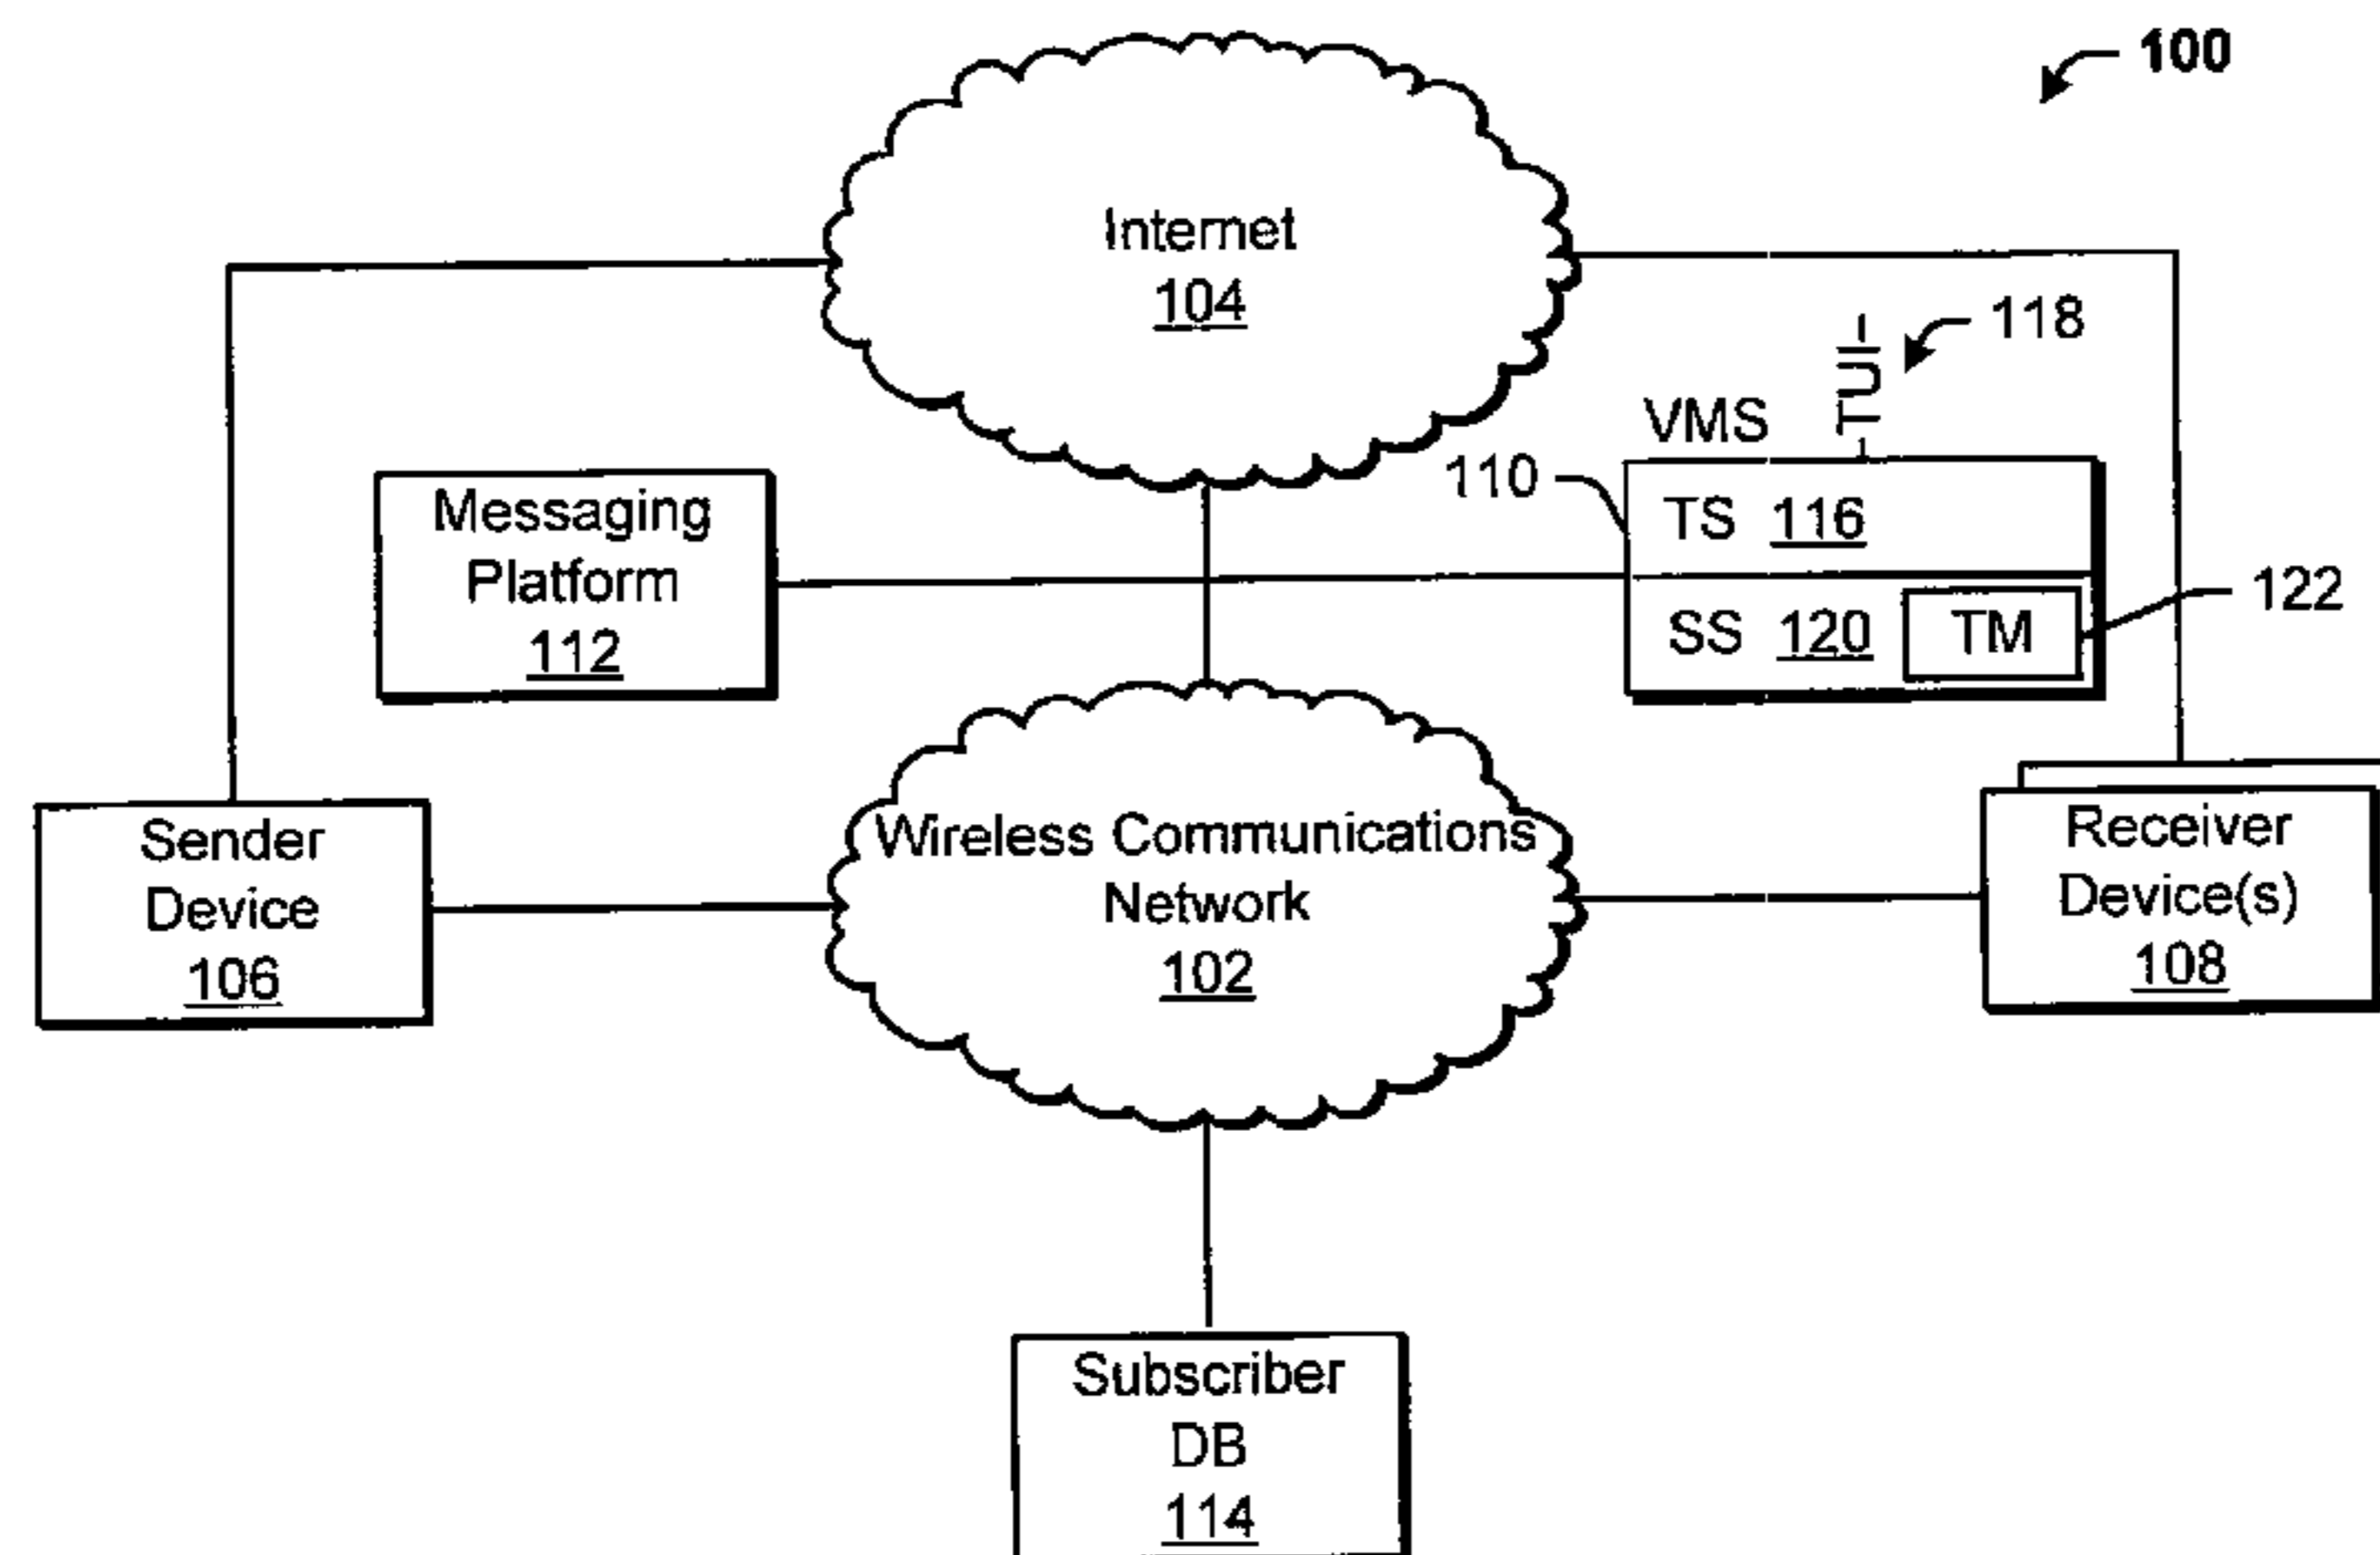 100
Internet
104
118
TUI
VMS
110
TS 116
SS 120 TM
122
Messaging
Platform
112
Sender
Device
106
Wireless Communications
Network
102
Receiver
Device(s)
108
Subscriber
DB
114